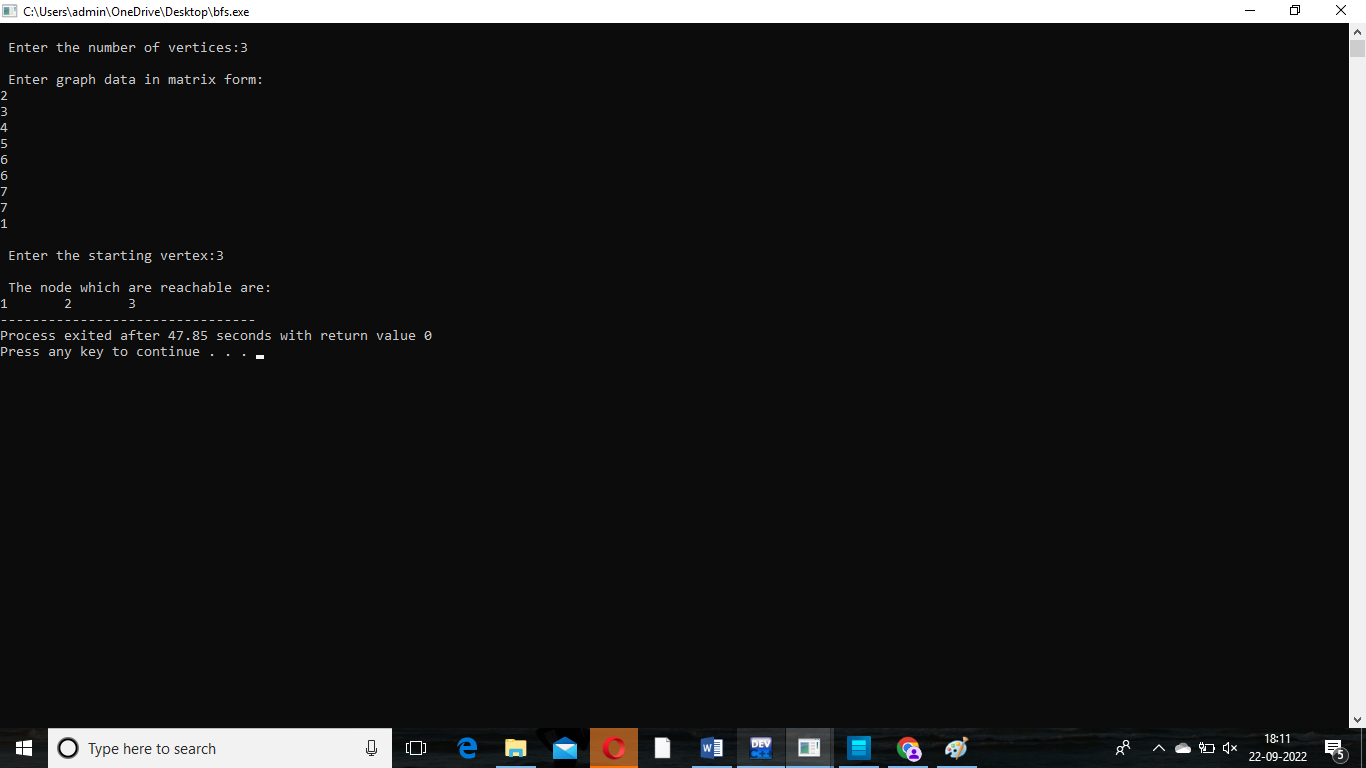 C:\Users\admin\OneDrive\Desktop\bfs.exe
Enter the number of vertices:3
Enter graph data in matrix form:
2
3
4
5
6
6
7
7
1
Enter the starting vertex:3
The node which are reachable are:
1 2 3
--------------------------------
Process exited after 47.85 seconds with return value 0
Press any key to continue . . .
Type here to search
DEV
18:11
22-09-2022
5